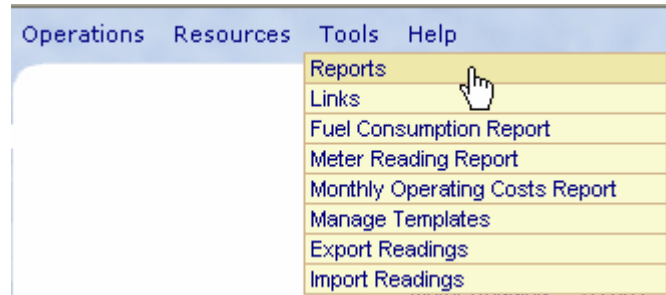 Operations Resources Tools Help
Reports
Links
Fuel Consumption Report
Meter Reading Report
Monthly Operating Costs Report
Manage Templates
Export Readings
Import Readings